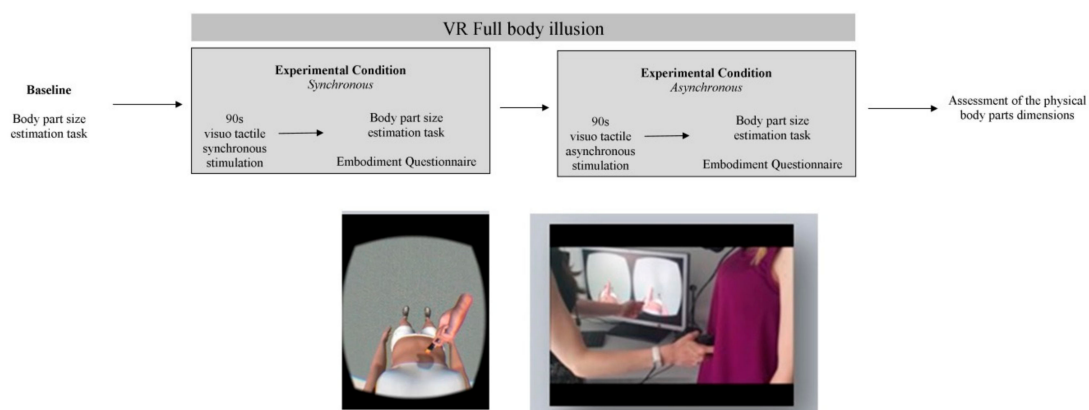 VR Full body illusion
Baseline
Body part size
estimation task
Experimental Condition
Synchronous
90s
visuo tactile
synchronous
stimulation
Body part size
estimation task
Embodiment Questionnaire
Experimental Condition
Asynchronous
90s
visuo tactile
asynchronous
stimulation
Body part size
estimation task
Embodiment Questionnaire
Assessment of the physical
body parts dimensions